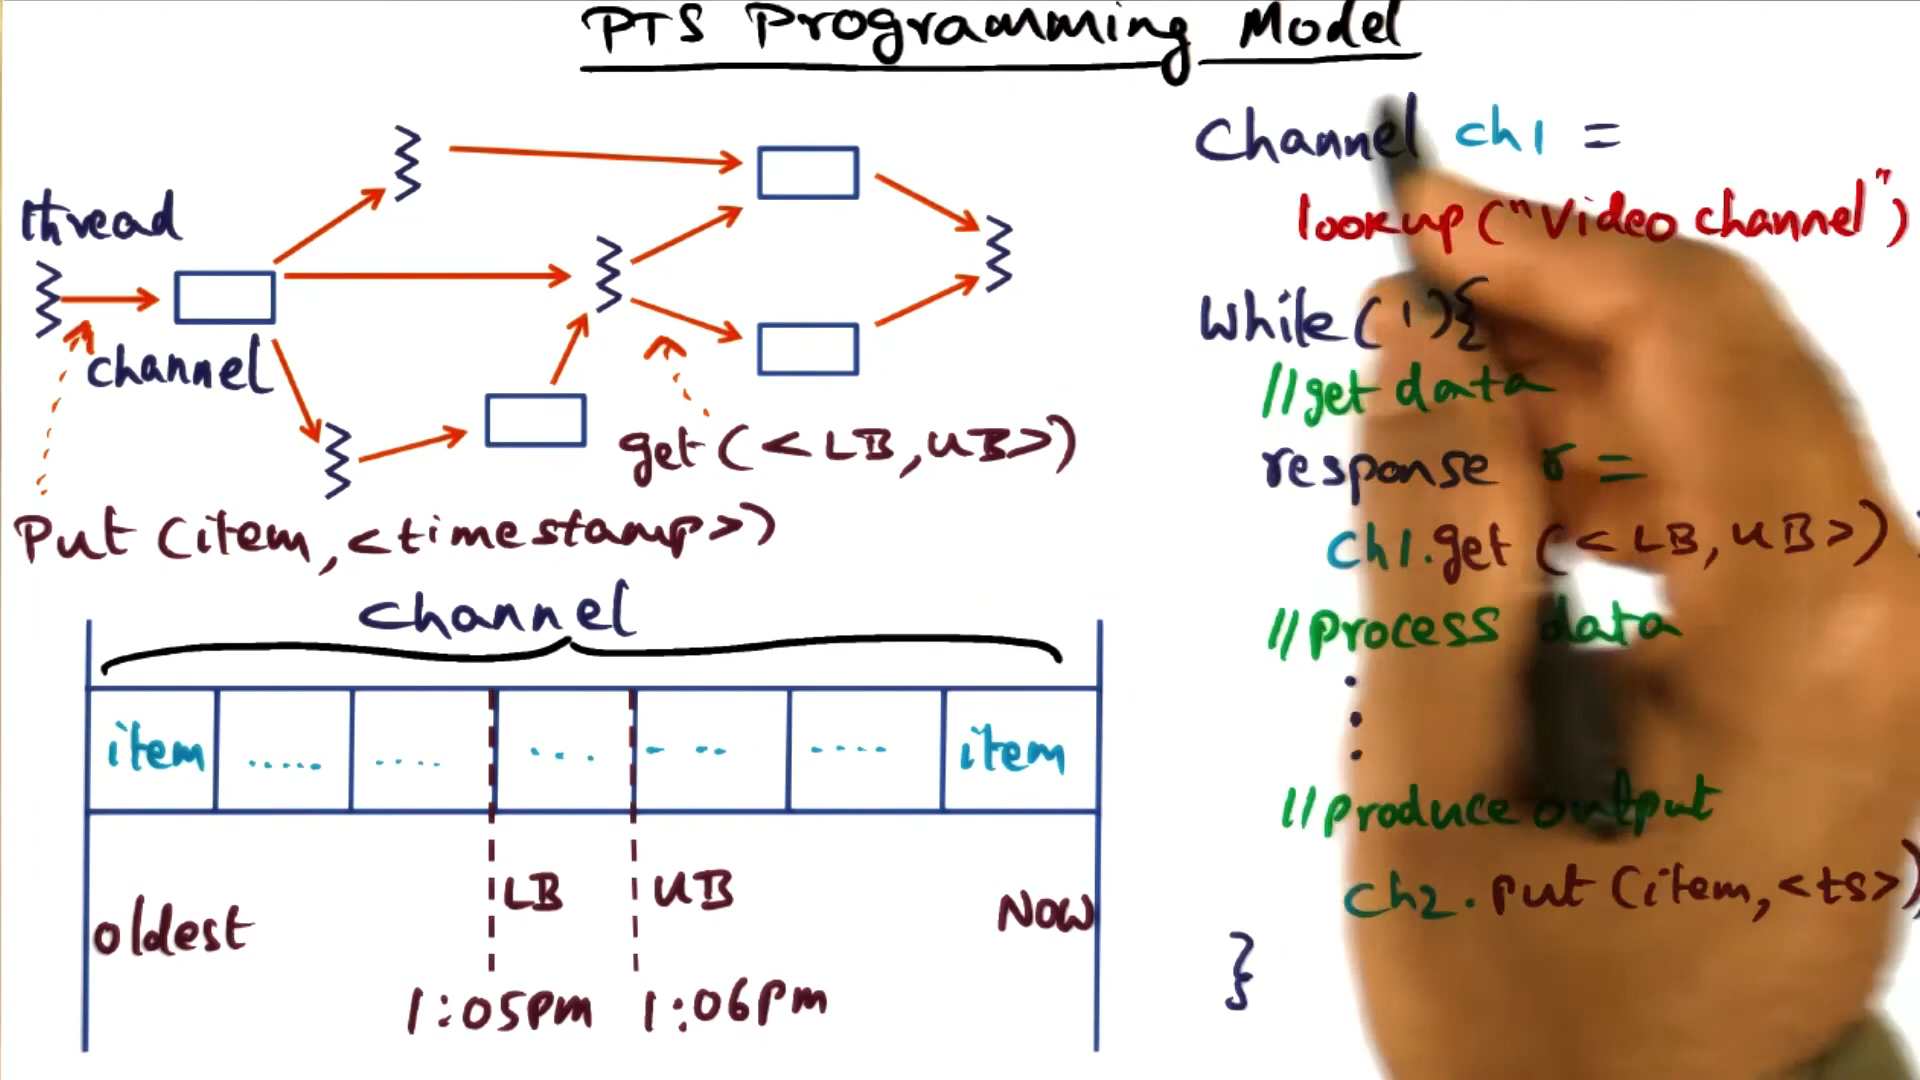 PTS Programming Model
thread
channel
get(<LB,UB>)
Put (item,<timestamp>)
channel
item ..... .... .... - -- .... item
oldest
LB
UB
Now
1:05pm 1:06pm
Channel ch1 =
lookup("Video channel")
While(1){
//get data
response r =
ch1.get(<LB,UB>)
//process data
//produce output
ch2.put(item,<ts>)
}